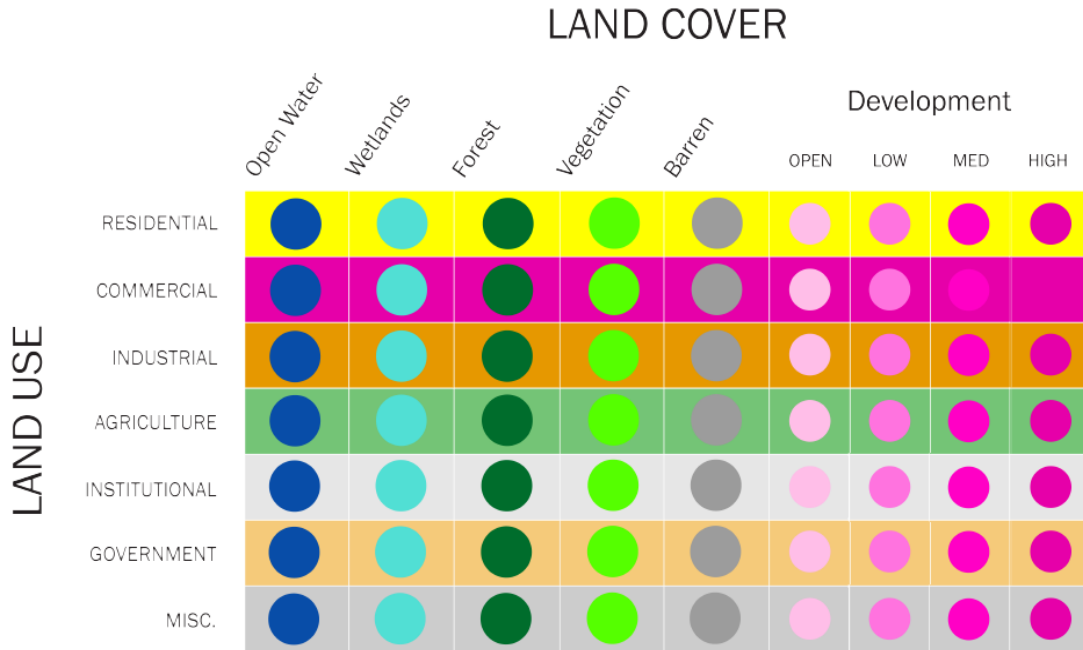 LAND COVER
Open Water
Wetlands
Forest
Vegetation
Barren
Development
OPEN LOW MED HIGH
LAND USE
RESIDENTIAL
COMMERCIAL
INDUSTRIAL
AGRICULTURE
INSTITUTIONAL
GOVERNMENT
MISC.